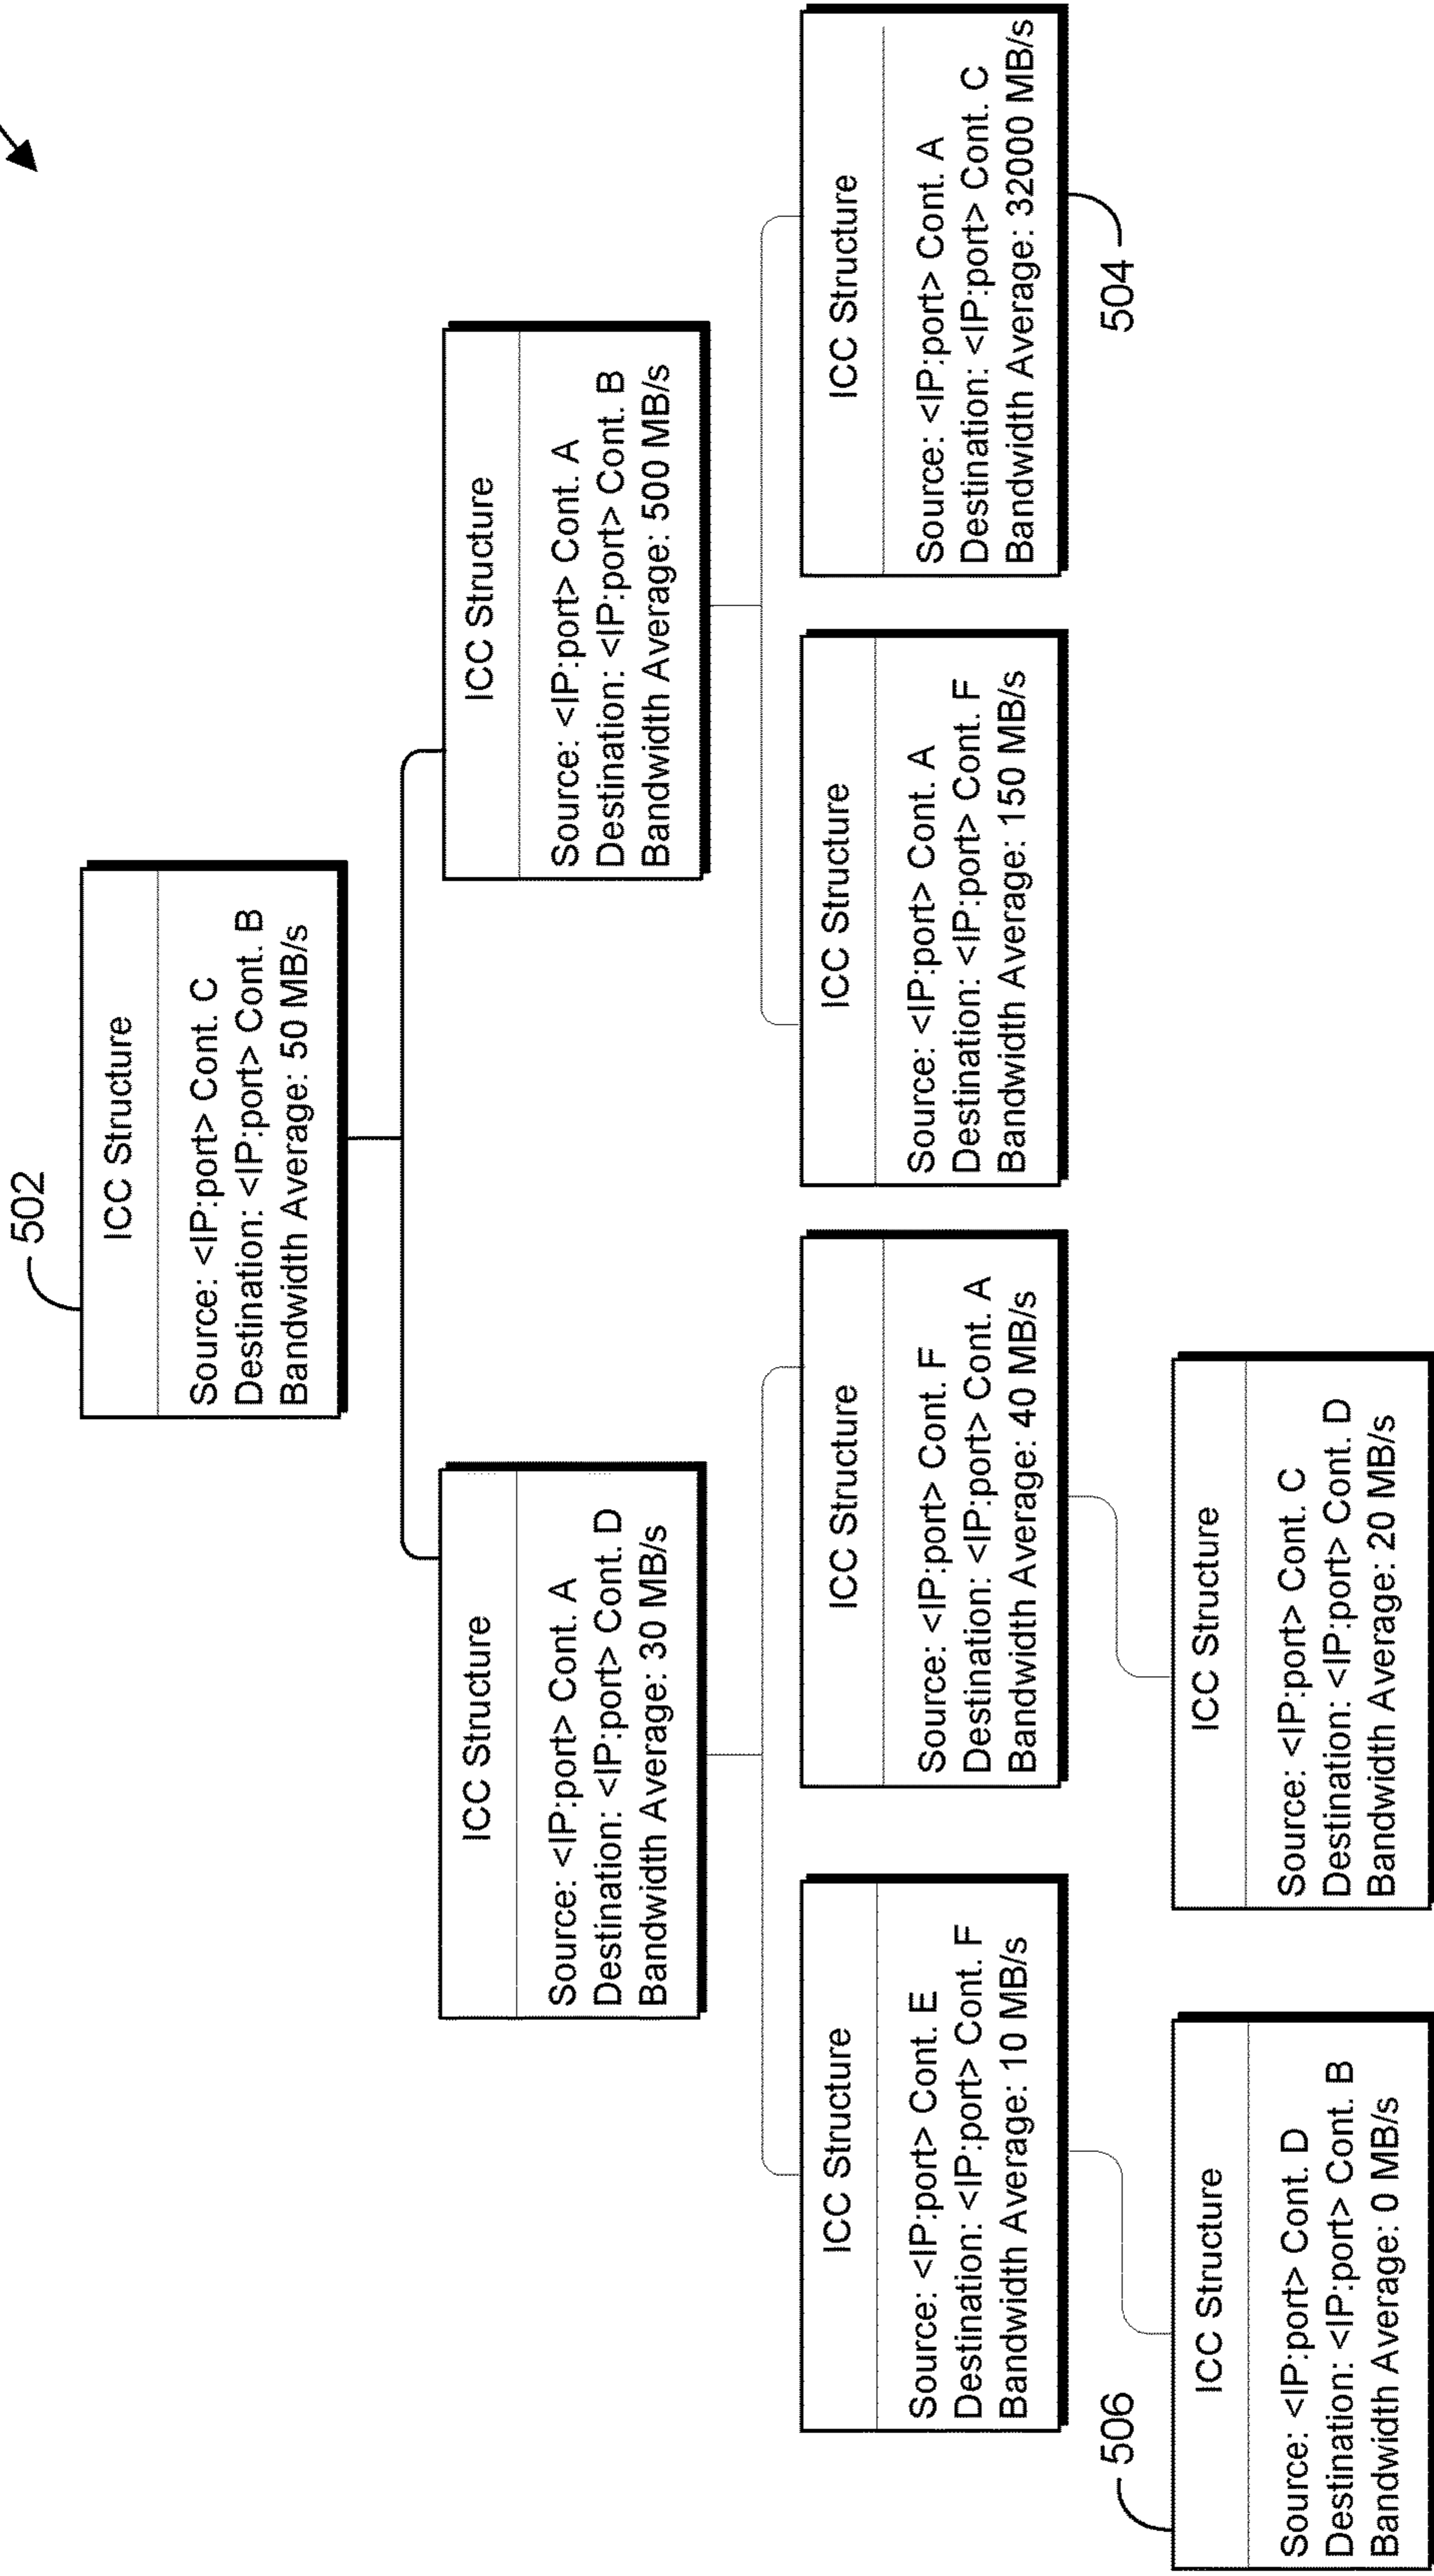 502
ICC Structure
Source: <IP:port> Cont. C
Destination: <IP:port> Cont. B
Bandwidth Average: 50 MB/s
ICC Structure
Source: <IP:port> Cont. A
Destination: <IP:port> Cont. D
Bandwidth Average: 30 MB/s
ICC Structure
Source: <IP:port> Cont. A
Destination: <IP:port> Cont. B
Bandwidth Average: 500 MB/s
ICC Structure
Source: <IP:port> Cont. E
Destination: <IP:port> Cont. F
Bandwidth Average: 10 MB/s
ICC Structure
Source: <IP:port> Cont. F
Destination: <IP:port> Cont. A
Bandwidth Average: 40 MB/s
ICC Structure
Source: <IP:port> Cont. A
Destination: <IP:port> Cont. F
Bandwidth Average: 150 MB/s
ICC Structure
Source: <IP:port> Cont. A
Destination: <IP:port> Cont. C
Bandwidth Average: 32000 MB/s
504
506
ICC Structure
Source: <IP:port> Cont. D
Destination: <IP:port> Cont. B
Bandwidth Average: 0 MB/s
ICC Structure
Source: <IP:port> Cont. C
Destination: <IP:port> Cont. D
Bandwidth Average: 20 MB/s